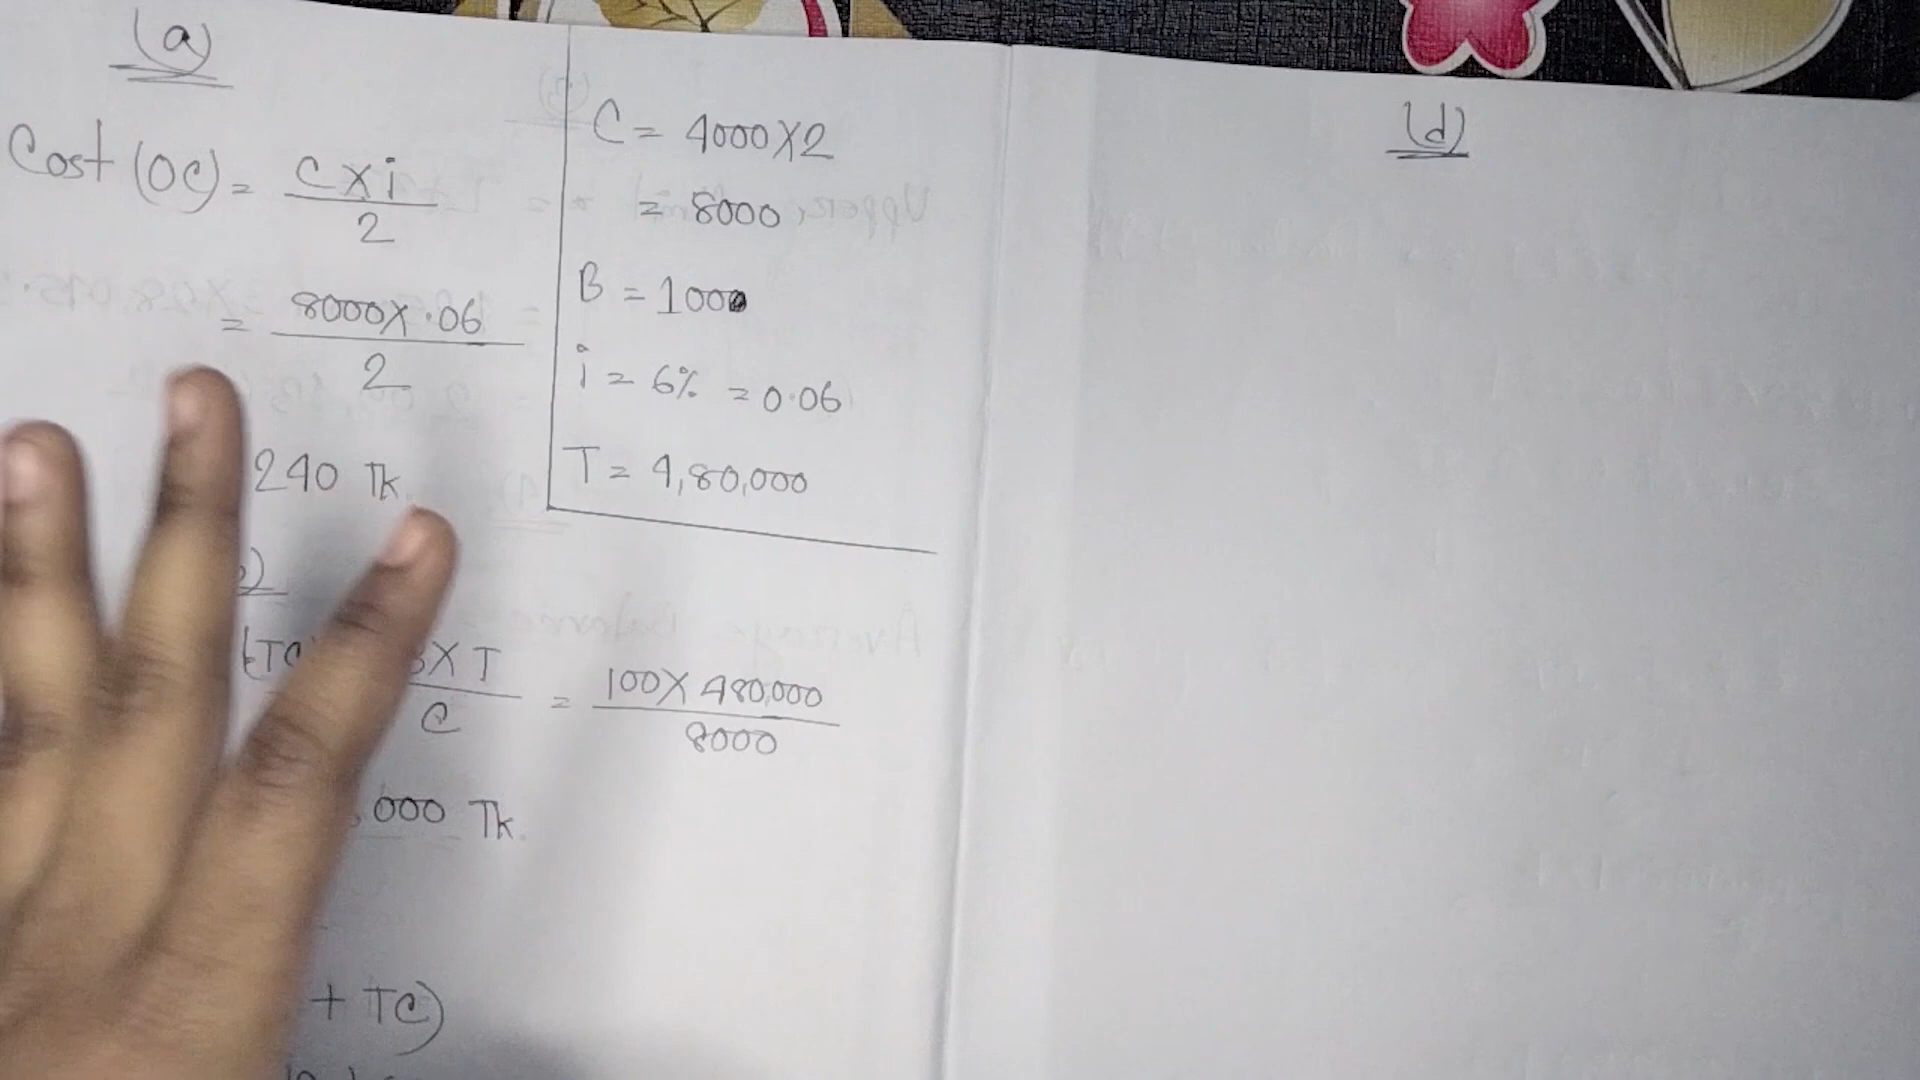 (a)
Cost (OC) = C X i
2
= 8000 X .06
2
240 Tk.
C = 4000 X 2
= 8000
B = 100
i = 6% = 0.06
T = 4,80,000
(TC) X T
C
= 100 X 480,000
8000
000 Tk.
+ TC)
(d)